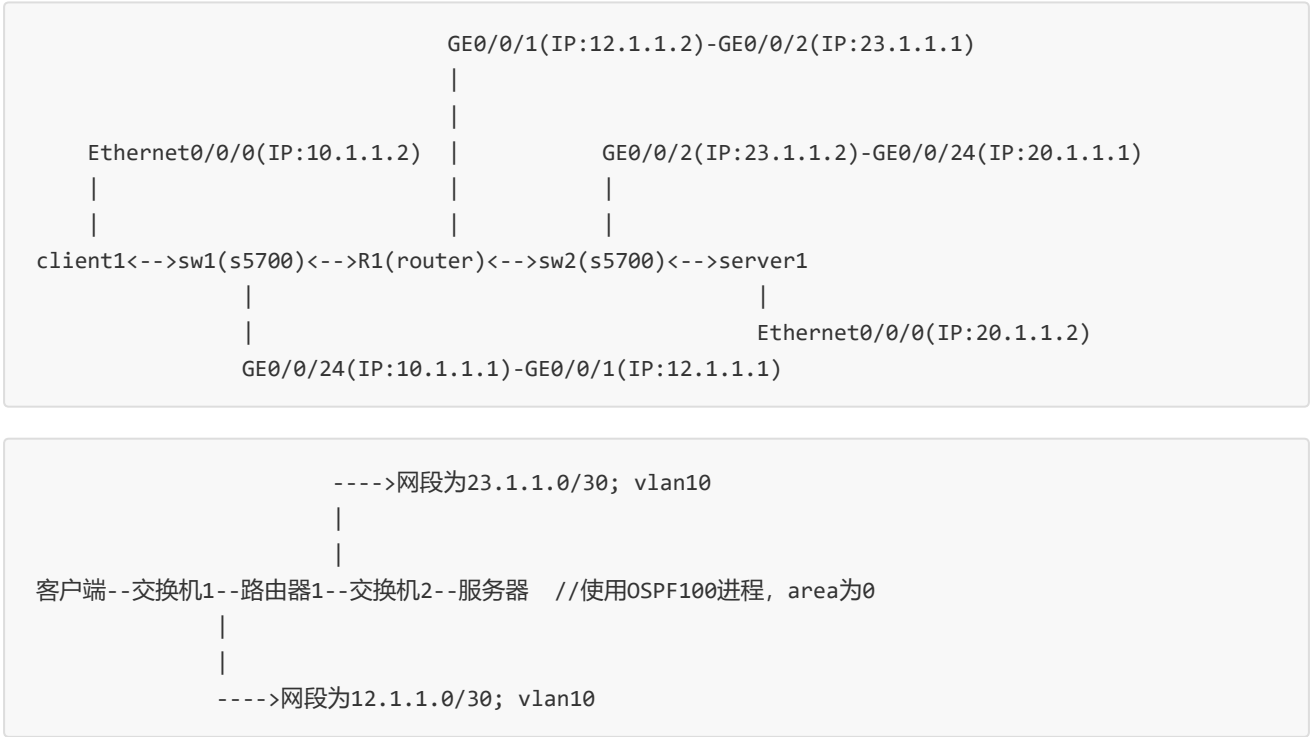 GE0/0/1(IP:12.1.1.2)-GE0/0/2(IP:23.1.1.1)
|
|
Ethernet0/0/0(IP:10.1.1.2) | GE0/0/2(IP:23.1.1.2)-GE0/0/24(IP:20.1.1.1)
| | |
| | |
client1<-->sw1(s5700)<-->R1(router)<-->sw2(s5700)<-->server1
| |
| Ethernet0/0/0(IP:20.1.1.2)
GE0/0/24(IP:10.1.1.1)-GE0/0/1(IP:12.1.1.1)
---->网段为23.1.1.0/30; vlan10
|
|
客户端--交换机1--路由器1--交换机2--服务器 //使用OSPF100进程，area为0
|
|
---->网段为12.1.1.0/30; vlan10